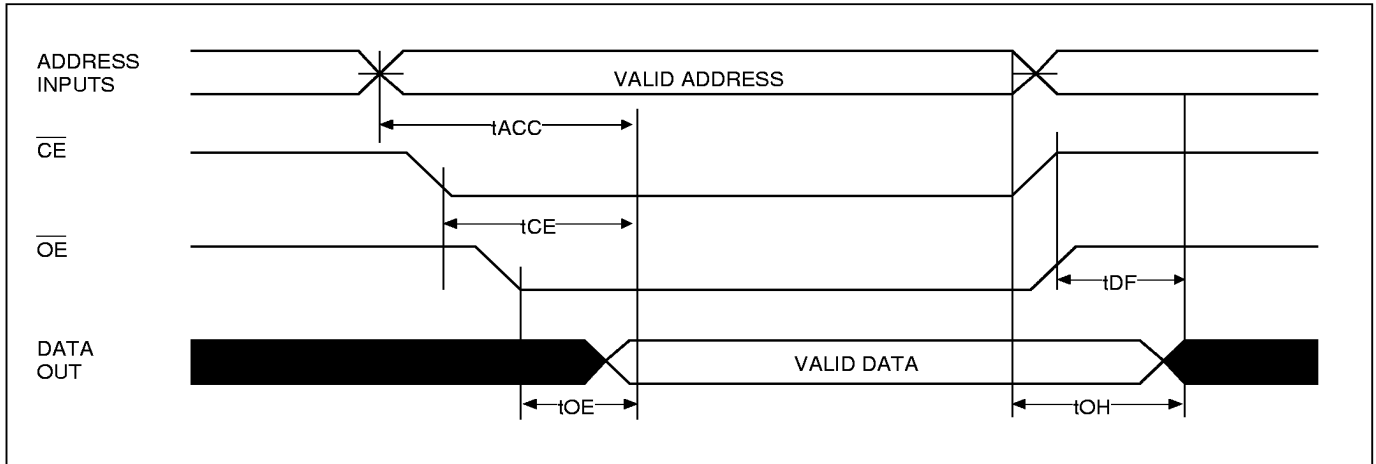 ADDRESS
INPUTS
VALID ADDRESS
tACC
CE
tCE
OE
tDF
DATA
OUT
VALID DATA
tOE
tOH